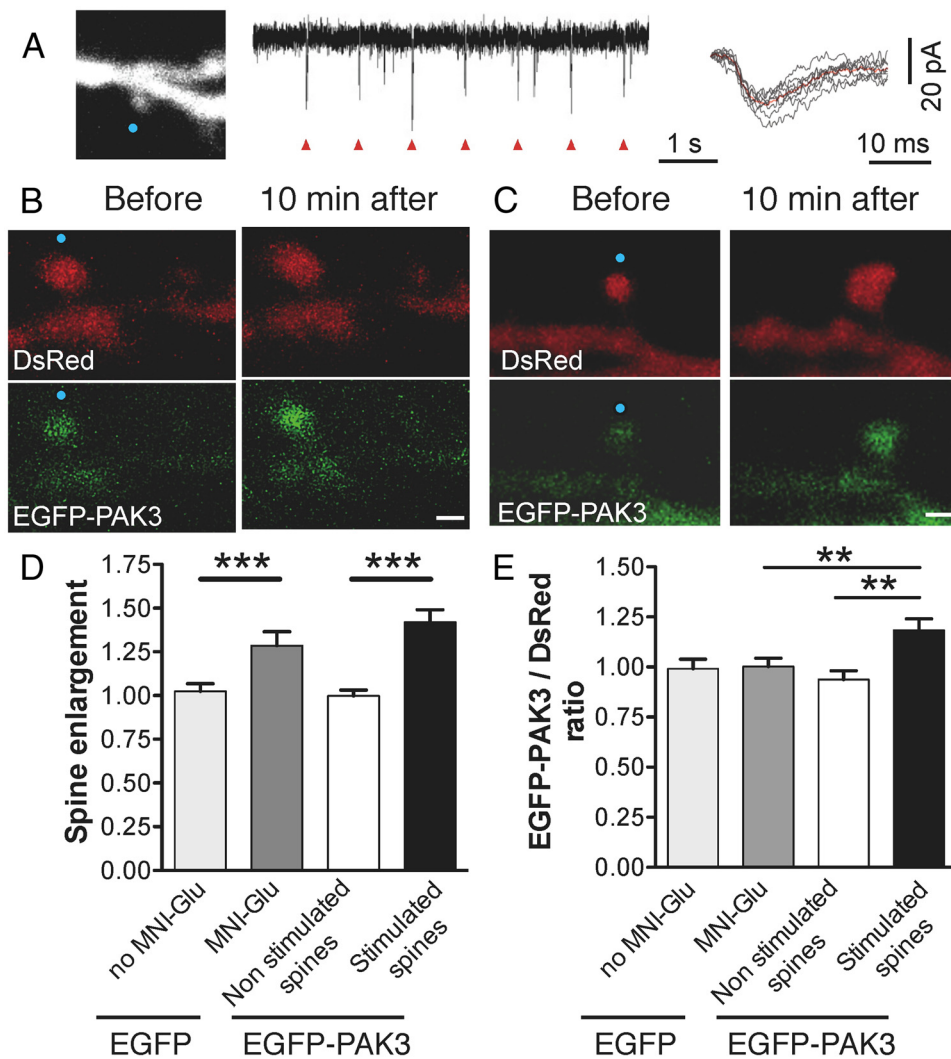 A
20 pA
1 s
10 ms
B
Before
10 min after
C
Before
10 min after
DsRed
DsRed
EGFP-PAK3
EGFP-PAK3
D
Spine enlargement
1.75
1.50
1.25
1.00
0.75
0.50
0.25
0.00
***
***
no MNI-Glu
MNI-Glu
Non stimulated
spines
Stimulated
spines
EGFP
EGFP-PAK3
E
EGFP-PAK3 / DsRed
ratio
1.50
1.25
1.00
0.75
0.50
0.25
0.00
**
**
no MNI-Glu
MNI-Glu
Non stimulated
spines
Stimulated
spines
EGFP
EGFP-PAK3